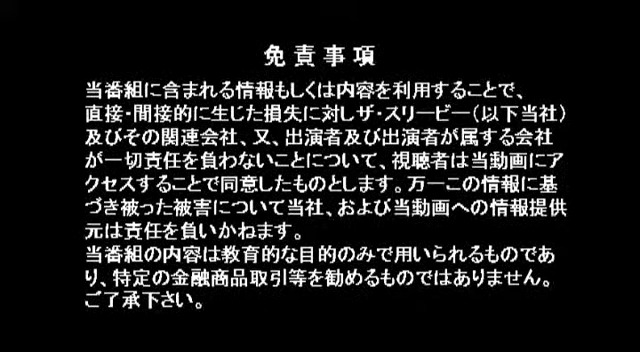 免責事項
当番組に含まれる情報もしくは内容を利用することで、
直接・間接的に生じた損失に対しザ・スリービー（以下当社）
及びその関連会社、又、出演者及び出演者が属する会社
が一切責任を負わないことについて、視聴者は当動画にア
クセスすることで同意したものとします。万一この情報に基
づき被った被害について当社、および当動画への情報提供
元は責任を負いかねます。
当番組の内容は教育的な目的のみで用いられるものであ
り、特定の金融商品取引等を勧めるものではありません。
ご了承下さい。